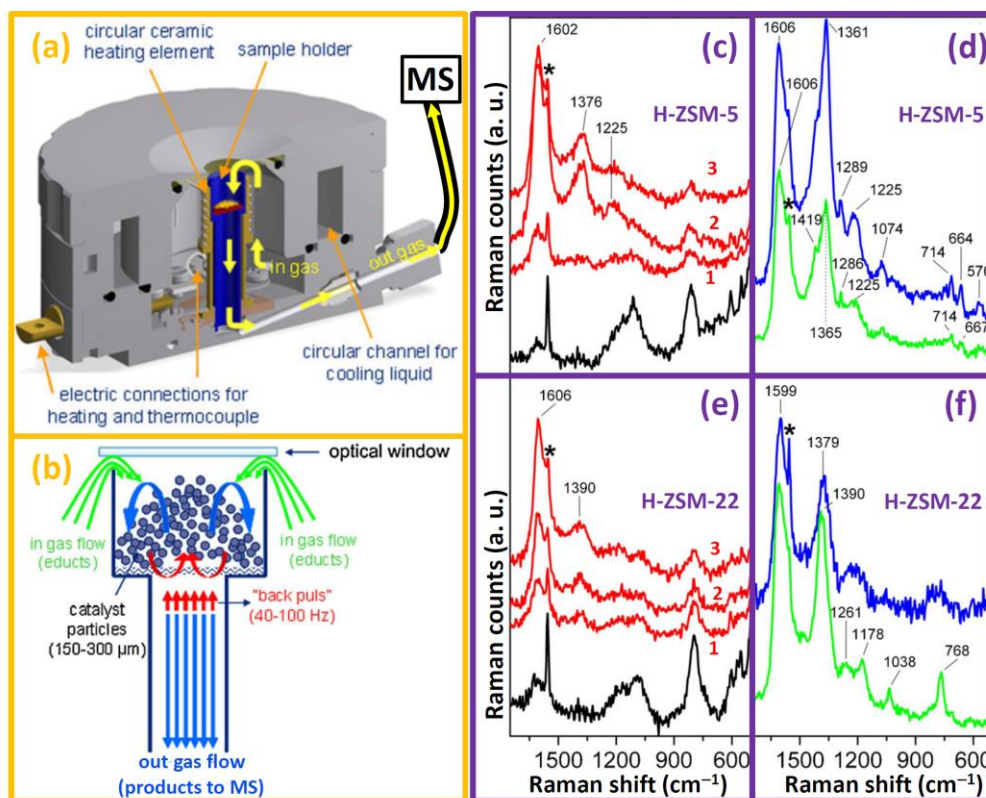 (a)
circular ceramic
heating element
sample holder
MS
in gas
out gas
circular channel for
cooling liquid
electric connections for
heating and thermocouple
(b)
optical window
in gas flow
(educts)
in gas flow
(educts)
catalyst
particles
(150-300 µm)
"back puls"
(40-100 Hz)
out gas flow
(products to MS)
Raman counts (a. u.)
(c)
H-ZSM-5
1602
*
1376
1225
3
2
1
(d)
H-ZSM-5
1606
1361
1606
*
1289
1225
1419
1074
1286
714
664
1225
570
1365
714
667
Raman counts (a. u.)
(e)
H-ZSM-22
1606
*
1390
3
2
1
1500 1200 900 600
Raman shift (cm–1)
(f)
H-ZSM-22
1599
*
1379
1390
1261
1178
1038
768
1500 1200 900 600
Raman shift (cm–1)